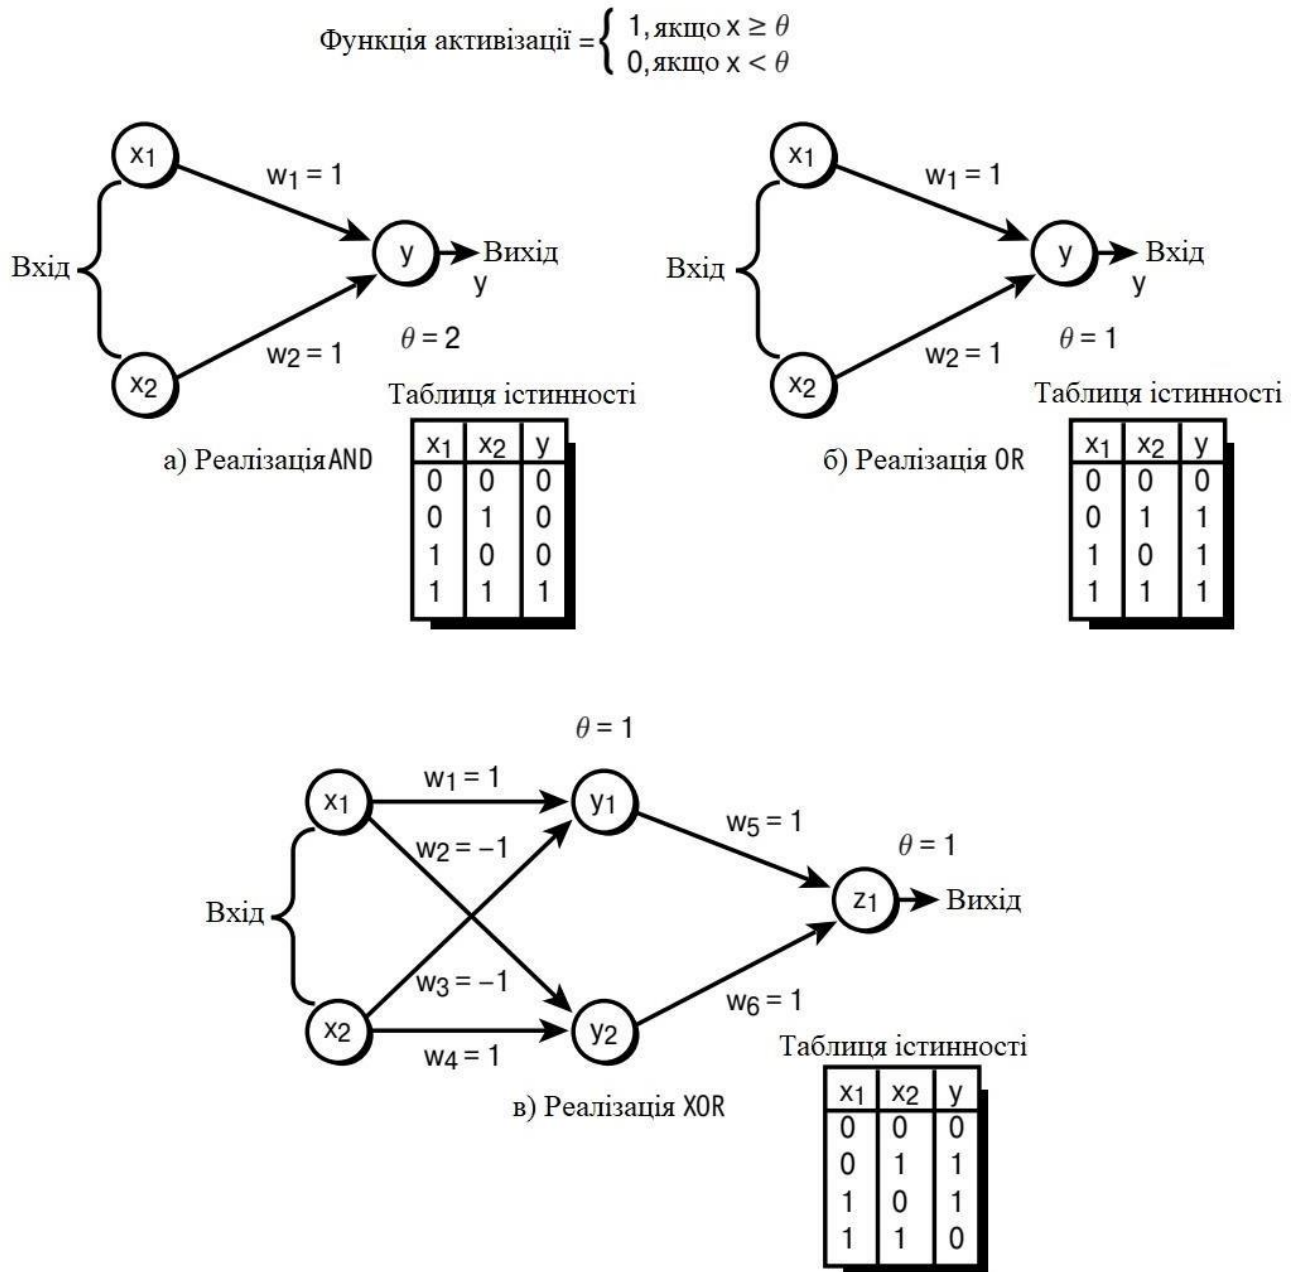 Функція активізації = { 1, якщо x ≥ θ
0, якщо x < θ
x1
w1 = 1
Вхід
y
Вихід
y
w2 = 1
θ = 2
x2
Таблиця істинності
а) Реалізація AND
x1 x2 y
0 0 0
0 1 0
1 0 0
1 1 1
x1
w1 = 1
Вхід
y
Вхід
y
w2 = 1
θ = 1
x2
Таблиця істинності
б) Реалізація OR
x1 x2 y
0 0 0
0 1 1
1 0 1
1 1 1
θ = 1
x1
w1 = 1
y1
w2 = −1
w5 = 1
θ = 1
Вхід
z1
Вихід
w3 = −1
w6 = 1
x2
w4 = 1
y2
Таблиця істинності
в) Реалізація XOR
x1 x2 y
0 0 0
0 1 1
1 0 1
1 1 0